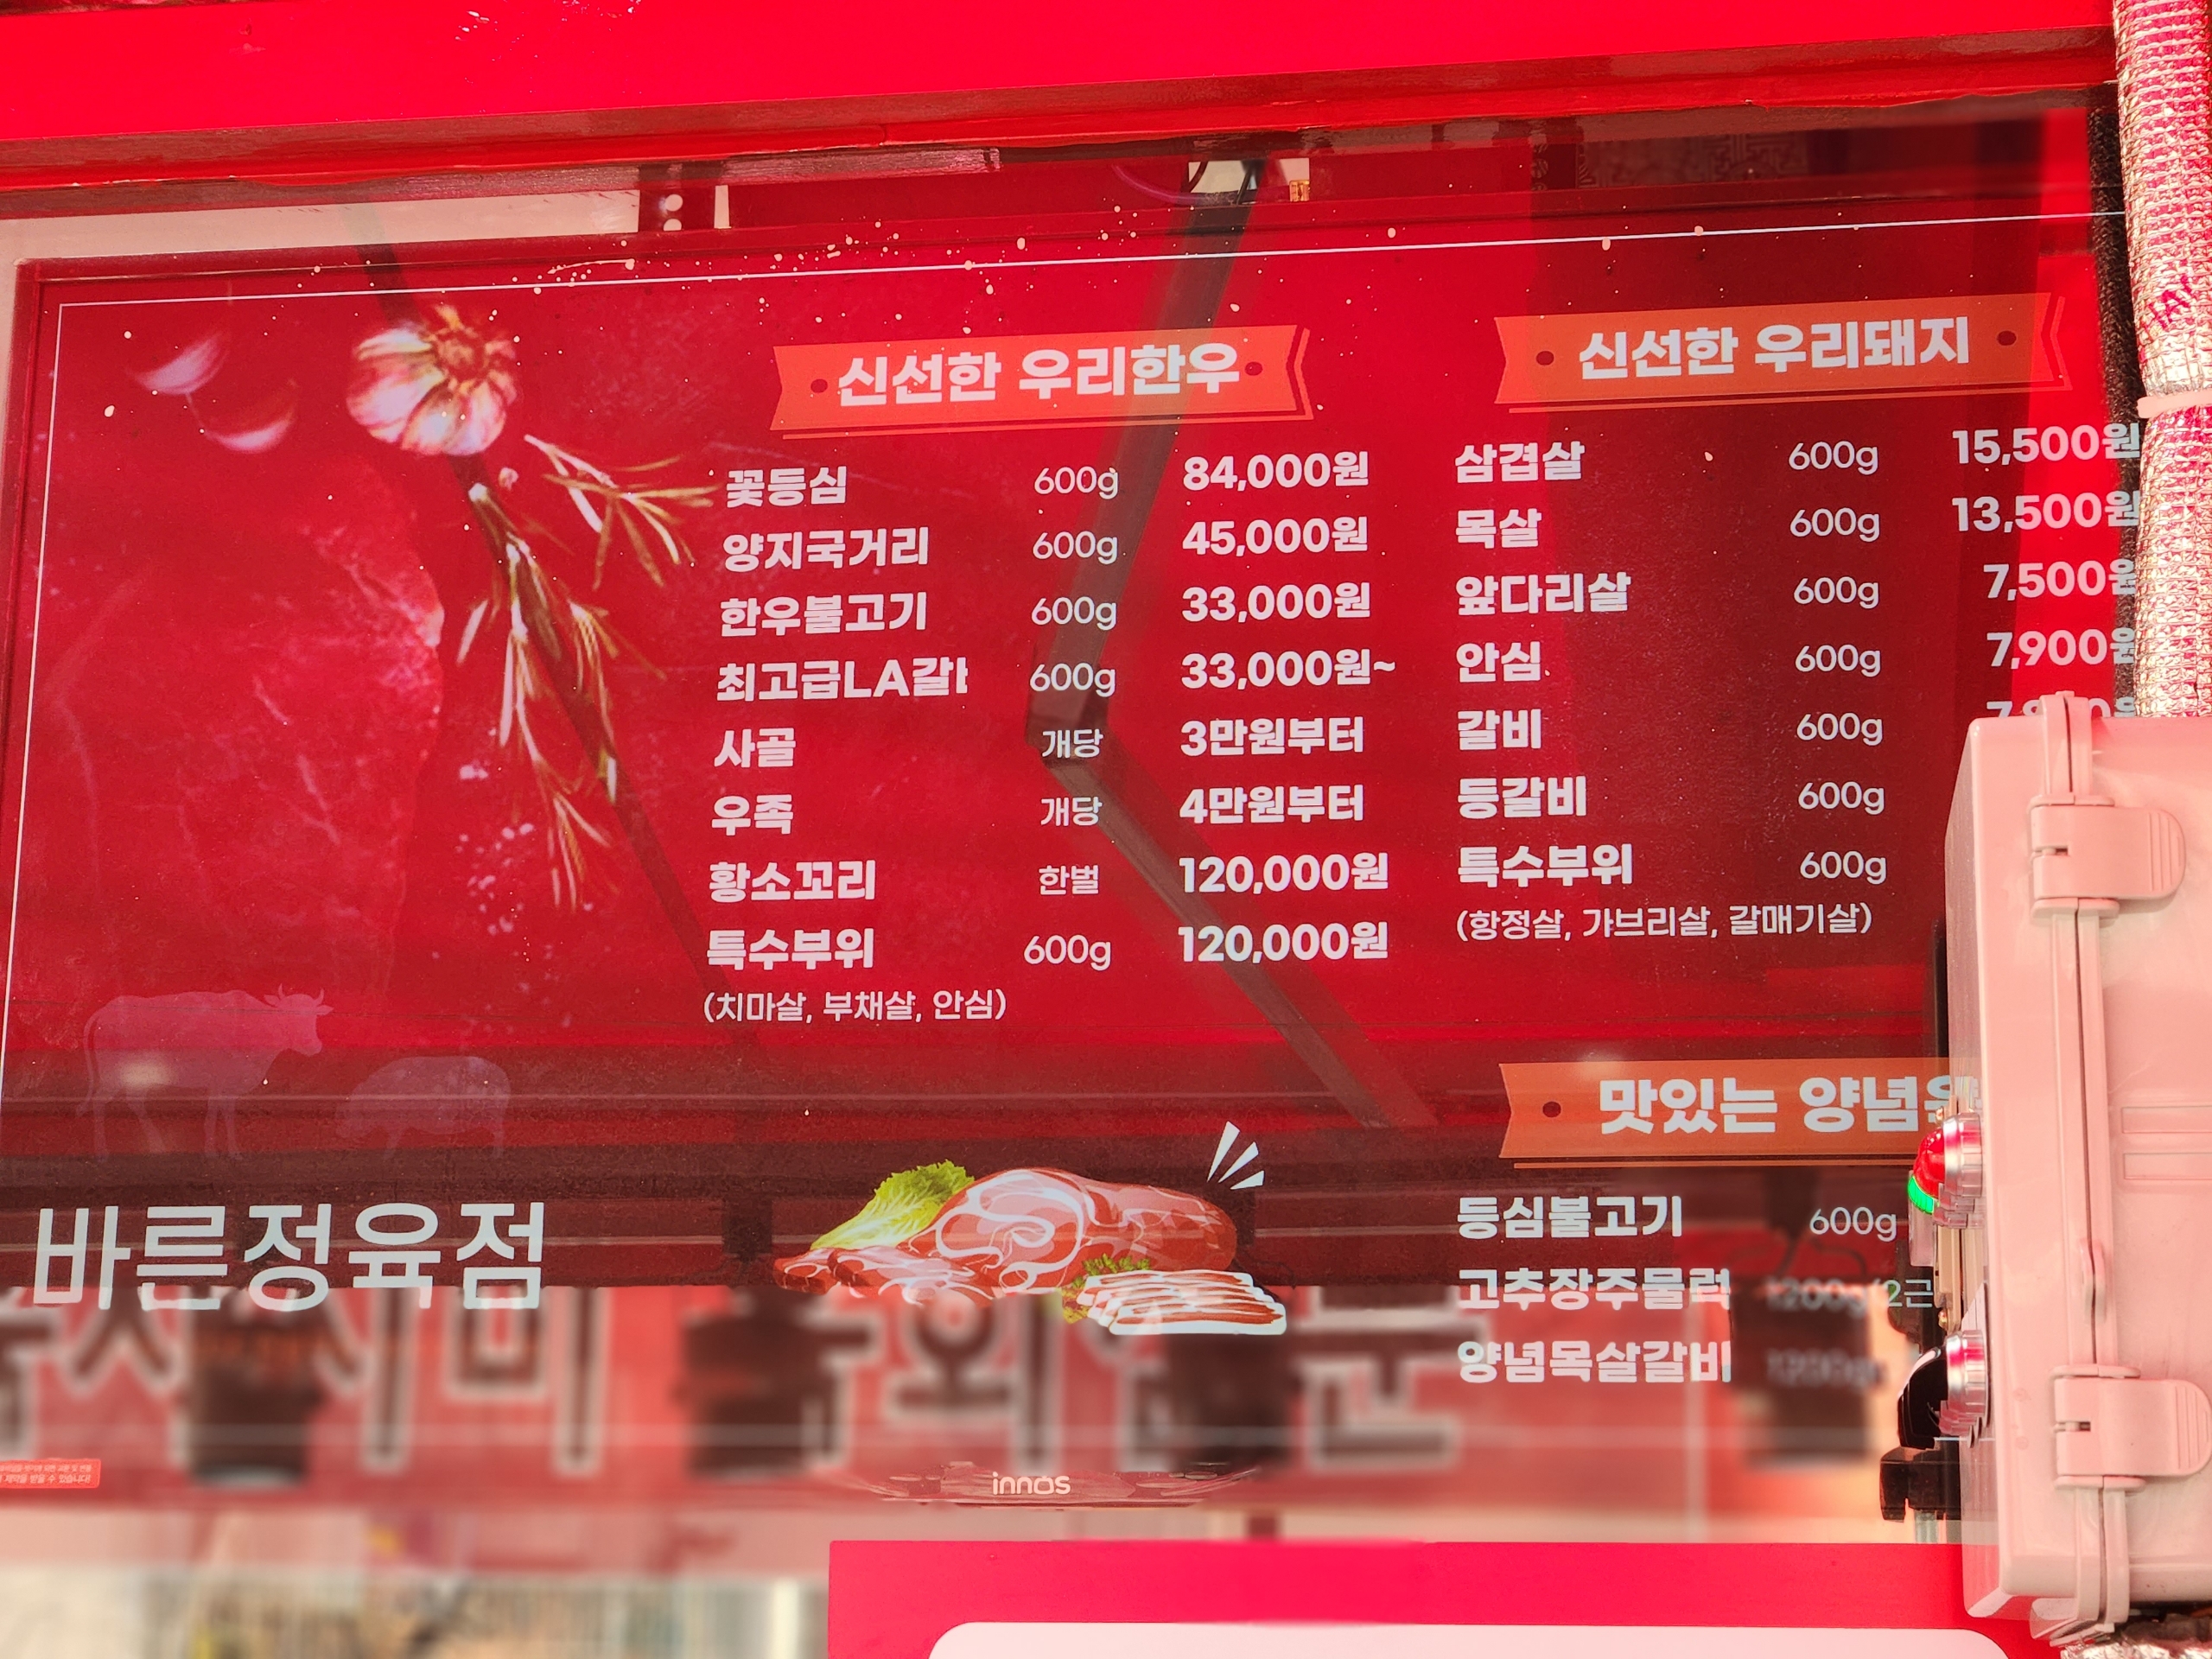 신선한 우리한우
꽃등심 600g 84,000원
양지국거리 600g 45,000원
한우불고기 600g 33,000원
최고급LA갈비 600g 33,000원~
사골 개당 3만원부터
우족 개당 4만원부터
황소꼬리 한벌 120,000원
특수부위 600g 120,000원
(치마살, 부채살, 안심)
신선한 우리돼지
삼겹살 600g 15,500원
목살 600g 13,500원
앞다리살 600g 7,500원
안심 600g 7,900원
갈비 600g
등갈비 600g
특수부위 600g
(항정살, 갸브리살, 갈매기살)
맛있는 양념
등심불고기 600g
고추장주물럭 1200g(2근
양념목살갈비
바른정육점
innos